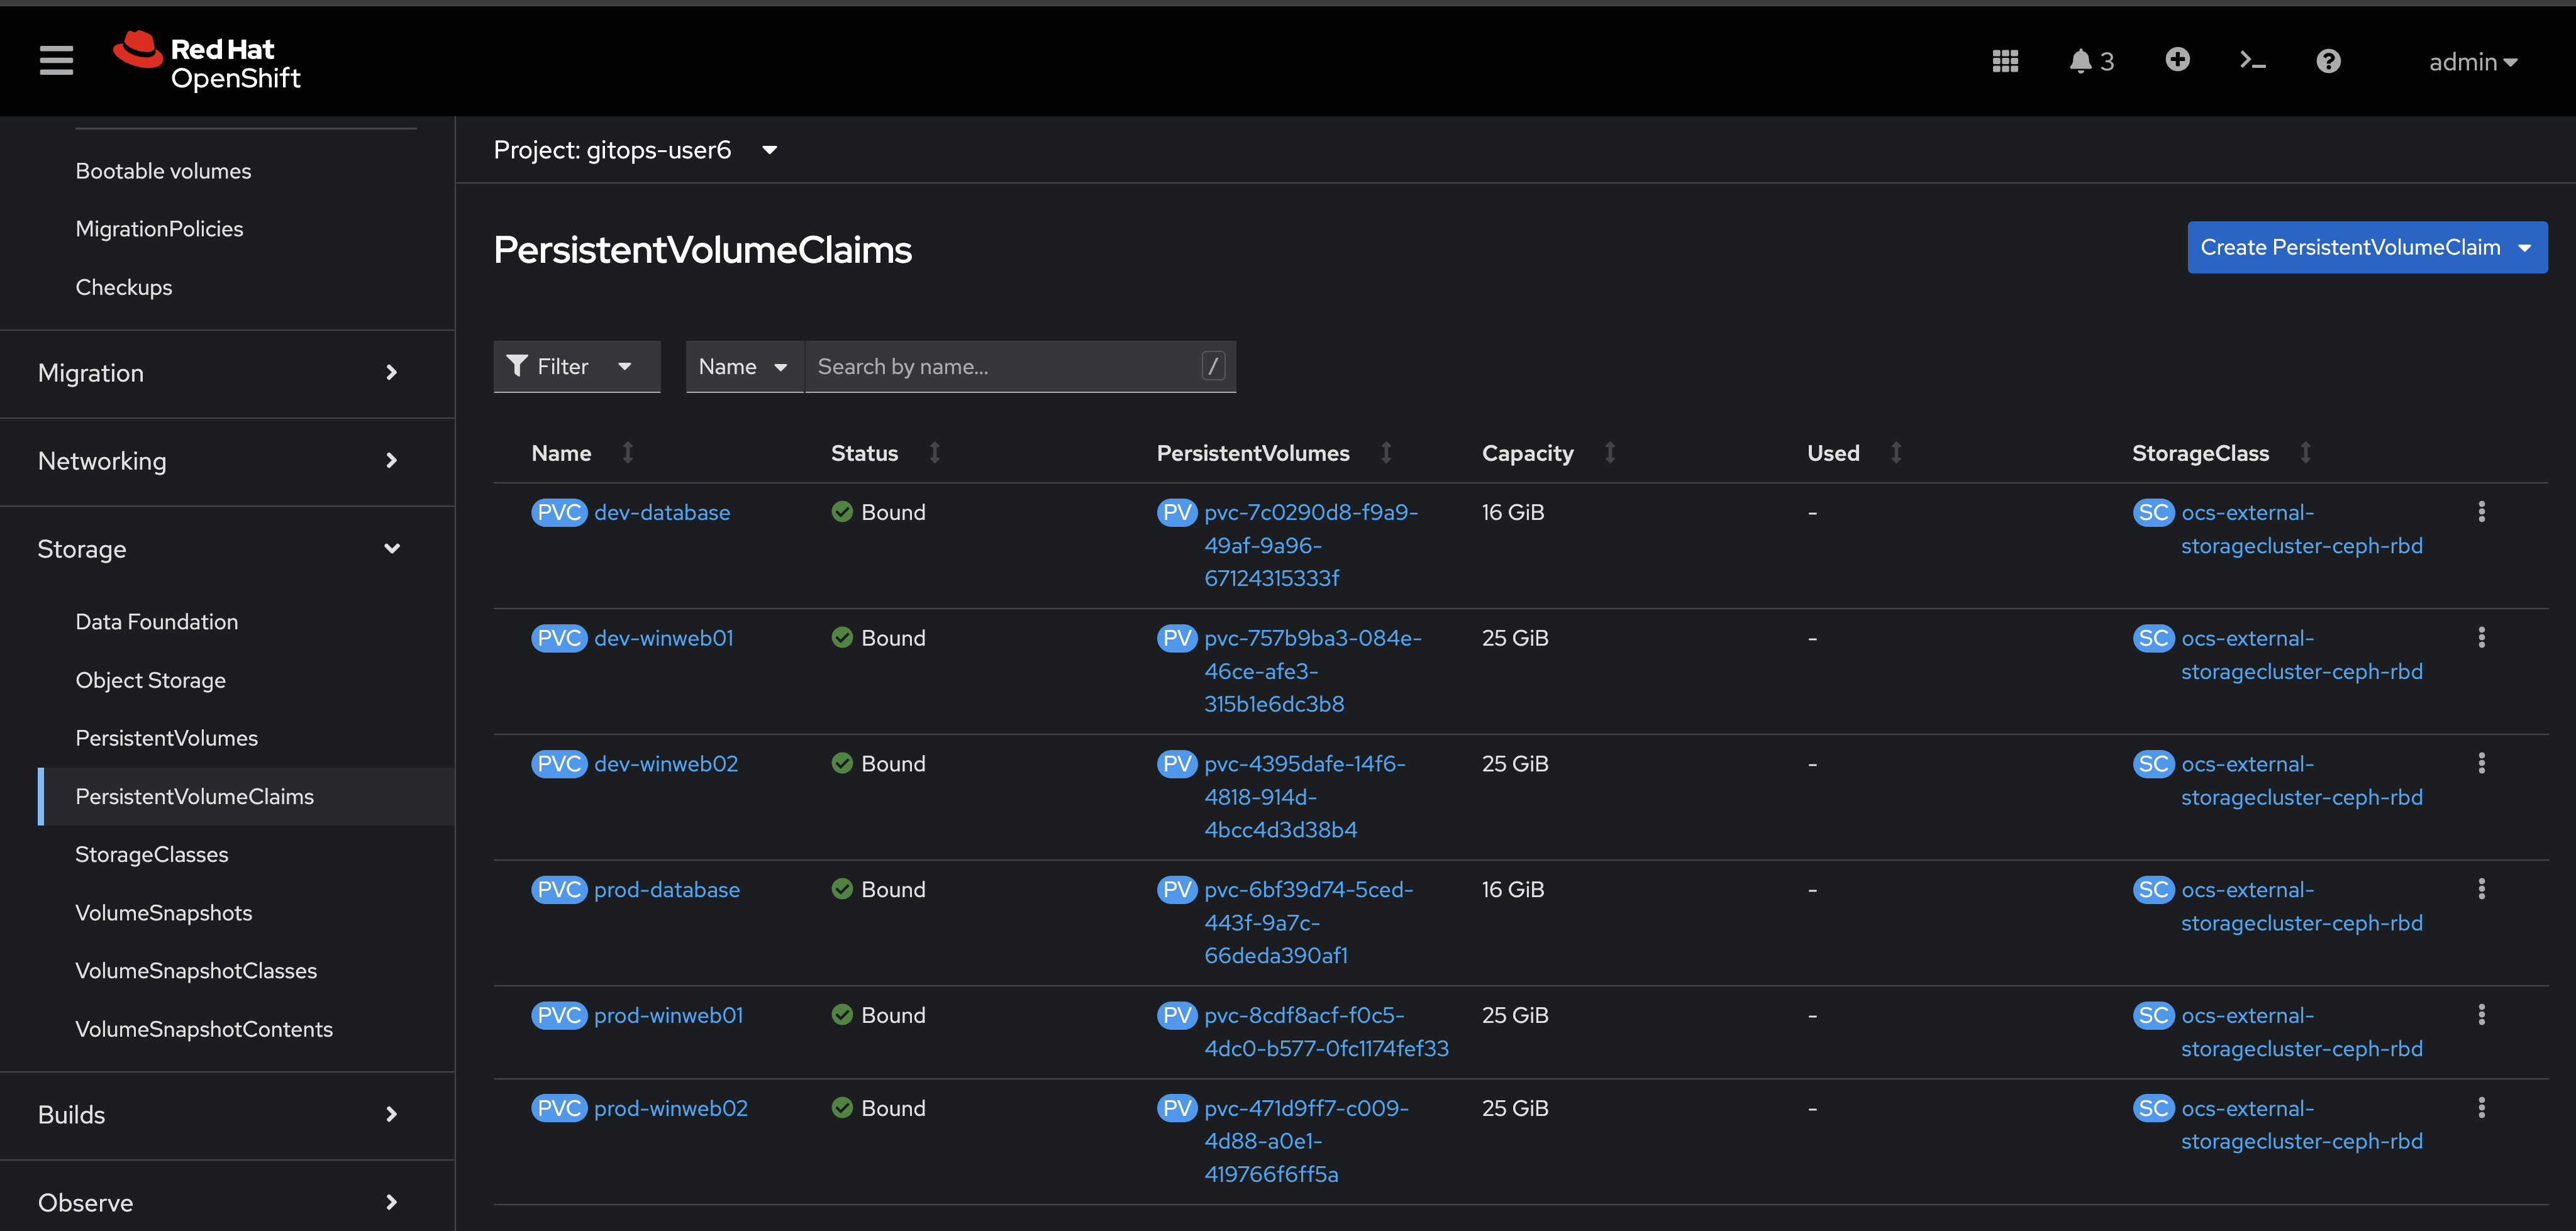 Red Hat
OpenShift
3
admin
Bootable volumes
MigrationPolicies
Checkups
Migration
Networking
Storage
Data Foundation
Object Storage
PersistentVolumes
PersistentVolumeClaims
StorageClasses
VolumeSnapshots
VolumeSnapshotClasses
VolumeSnapshotContents
Builds
Observe
Project: gitops-user6
PersistentVolumeClaims
Create PersistentVolumeClaim
Filter
Name
Search by name...
/
Name Status PersistentVolumes Capacity Used StorageClass
PVC dev-database Bound PV pvc-7c0290d8-f9a9- 16 GiB - SC ocs-external-
49af-9a96- storagecluster-ceph-rbd
67124315333f
PVC dev-winweb01 Bound PV pvc-757b9ba3-084e- 25 GiB - SC ocs-external-
46ce-afe3- storagecluster-ceph-rbd
315b1e6dc3b8
PVC dev-winweb02 Bound PV pvc-4395dafe-14f6- 25 GiB - SC ocs-external-
4818-914d- storagecluster-ceph-rbd
4bcc4d3d38b4
PVC prod-database Bound PV pvc-6bf39d74-5ced- 16 GiB - SC ocs-external-
443f-9a7c- storagecluster-ceph-rbd
66deda390af1
PVC prod-winweb01 Bound PV pvc-8cdf8acf-f0c5- 25 GiB - SC ocs-external-
4dc0-b577-0fc1174fef33 storagecluster-ceph-rbd
PVC prod-winweb02 Bound PV pvc-471d9ff7-c009- 25 GiB - SC ocs-external-
4d88-a0e1- storagecluster-ceph-rbd
419766f6ff5a